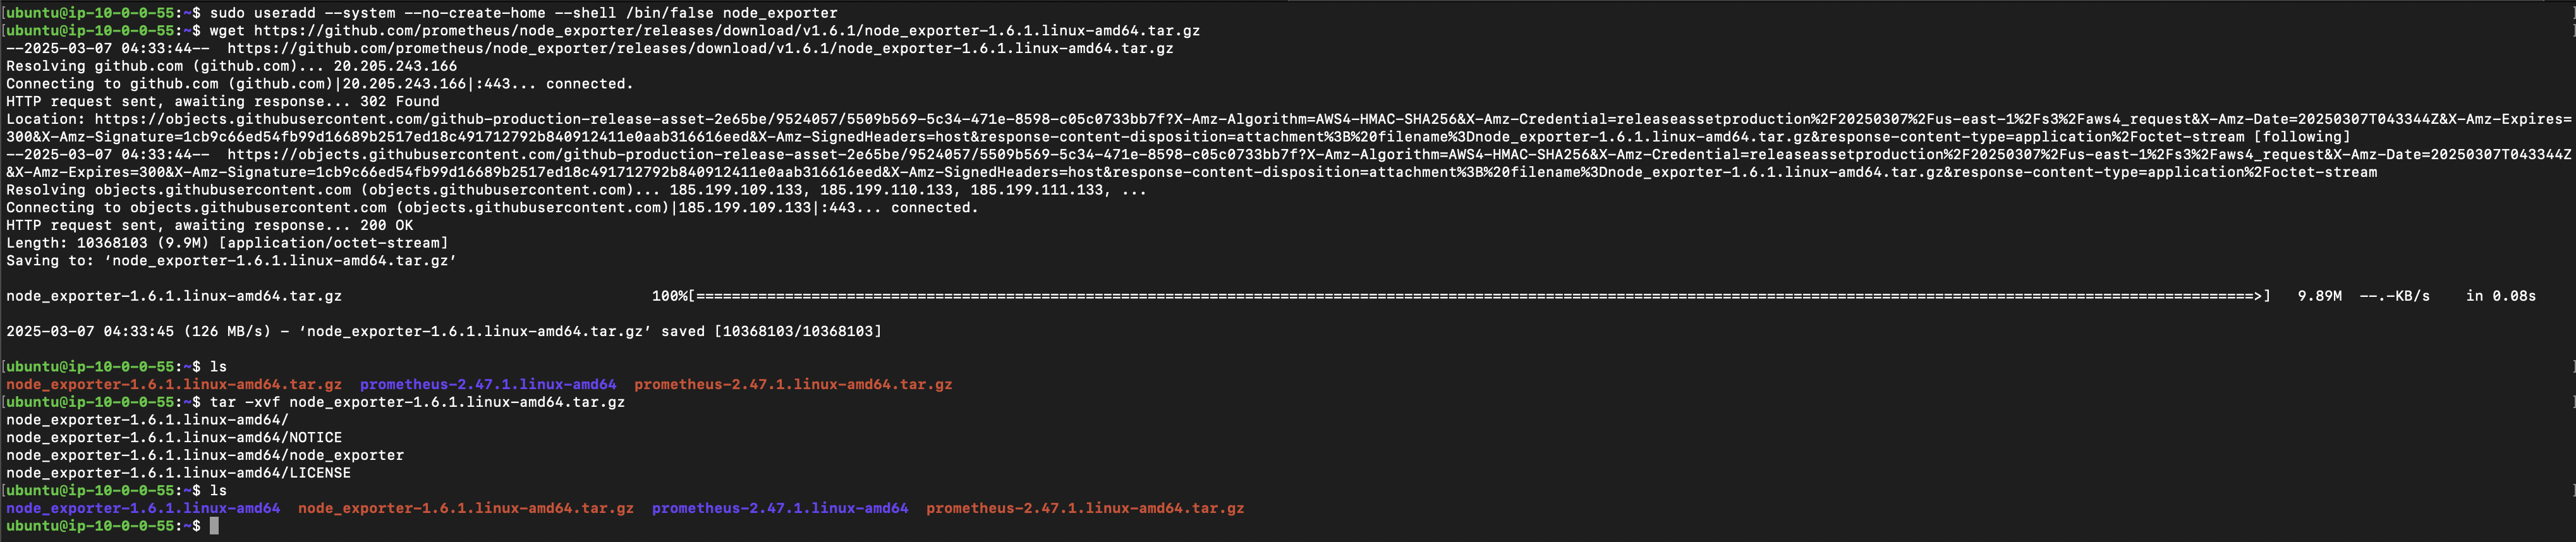 [ubuntu@ip-10-0-0-55:~$ sudo useradd --system --no-create-home --shell /bin/false node_exporter ]
[ubuntu@ip-10-0-0-55:~$ wget https://github.com/prometheus/node_exporter/releases/download/v1.6.1/node_exporter-1.6.1.linux-amd64.tar.gz ]
--2025-03-07 04:33:44--  https://github.com/prometheus/node_exporter/releases/download/v1.6.1/node_exporter-1.6.1.linux-amd64.tar.gz
Resolving github.com (github.com)... 20.205.243.166
Connecting to github.com (github.com)|20.205.243.166|:443... connected.
HTTP request sent, awaiting response... 302 Found
Location: https://objects.githubusercontent.com/github-production-release-asset-2e65be/9524057/5509b569-5c34-471e-8598-c05c0733bb7f?X-Amz-Algorithm=AWS4-HMAC-SHA256&X-Amz-Credential=releaseassetproduction%2F20250307%2Fus-east-1%2Fs3%2Faws4_request&X-Amz-Date=20250307T043344Z&X-Amz-Expires=
300&X-Amz-Signature=1cb9c66ed54fb99d16689b2517ed18c491712792b840912411e0aab316616eed&X-Amz-SignedHeaders=host&response-content-disposition=attachment%3B%20filename%3Dnode_exporter-1.6.1.linux-amd64.tar.gz&response-content-type=application%2Foctet-stream [following]
--2025-03-07 04:33:44--  https://objects.githubusercontent.com/github-production-release-asset-2e65be/9524057/5509b569-5c34-471e-8598-c05c0733bb7f?X-Amz-Algorithm=AWS4-HMAC-SHA256&X-Amz-Credential=releaseassetproduction%2F20250307%2Fus-east-1%2Fs3%2Faws4_request&X-Amz-Date=20250307T043344Z
&X-Amz-Expires=300&X-Amz-Signature=1cb9c66ed54fb99d16689b2517ed18c491712792b840912411e0aab316616eed&X-Amz-SignedHeaders=host&response-content-disposition=attachment%3B%20filename%3Dnode_exporter-1.6.1.linux-amd64.tar.gz&response-content-type=application%2Foctet-stream
Resolving objects.githubusercontent.com (objects.githubusercontent.com)... 185.199.109.133, 185.199.110.133, 185.199.111.133, ...
Connecting to objects.githubusercontent.com (objects.githubusercontent.com)|185.199.109.133|:443... connected.
HTTP request sent, awaiting response... 200 OK
Length: 10368103 (9.9M) [application/octet-stream]
Saving to: ‘node_exporter-1.6.1.linux-amd64.tar.gz’
node_exporter-1.6.1.linux-amd64.tar.gz 100%[===================================================>] 9.89M --.-KB/s in 0.08s
2025-03-07 04:33:45 (126 MB/s) - ‘node_exporter-1.6.1.linux-amd64.tar.gz’ saved [10368103/10368103]
[ubuntu@ip-10-0-0-55:~$ ls ]
node_exporter-1.6.1.linux-amd64.tar.gz  prometheus-2.47.1.linux-amd64  prometheus-2.47.1.linux-amd64.tar.gz
[ubuntu@ip-10-0-0-55:~$ tar -xvf node_exporter-1.6.1.linux-amd64.tar.gz ]
node_exporter-1.6.1.linux-amd64/
node_exporter-1.6.1.linux-amd64/NOTICE
node_exporter-1.6.1.linux-amd64/node_exporter
node_exporter-1.6.1.linux-amd64/LICENSE
[ubuntu@ip-10-0-0-55:~$ ls ]
node_exporter-1.6.1.linux-amd64  node_exporter-1.6.1.linux-amd64.tar.gz  prometheus-2.47.1.linux-amd64  prometheus-2.47.1.linux-amd64.tar.gz
ubuntu@ip-10-0-0-55:~$